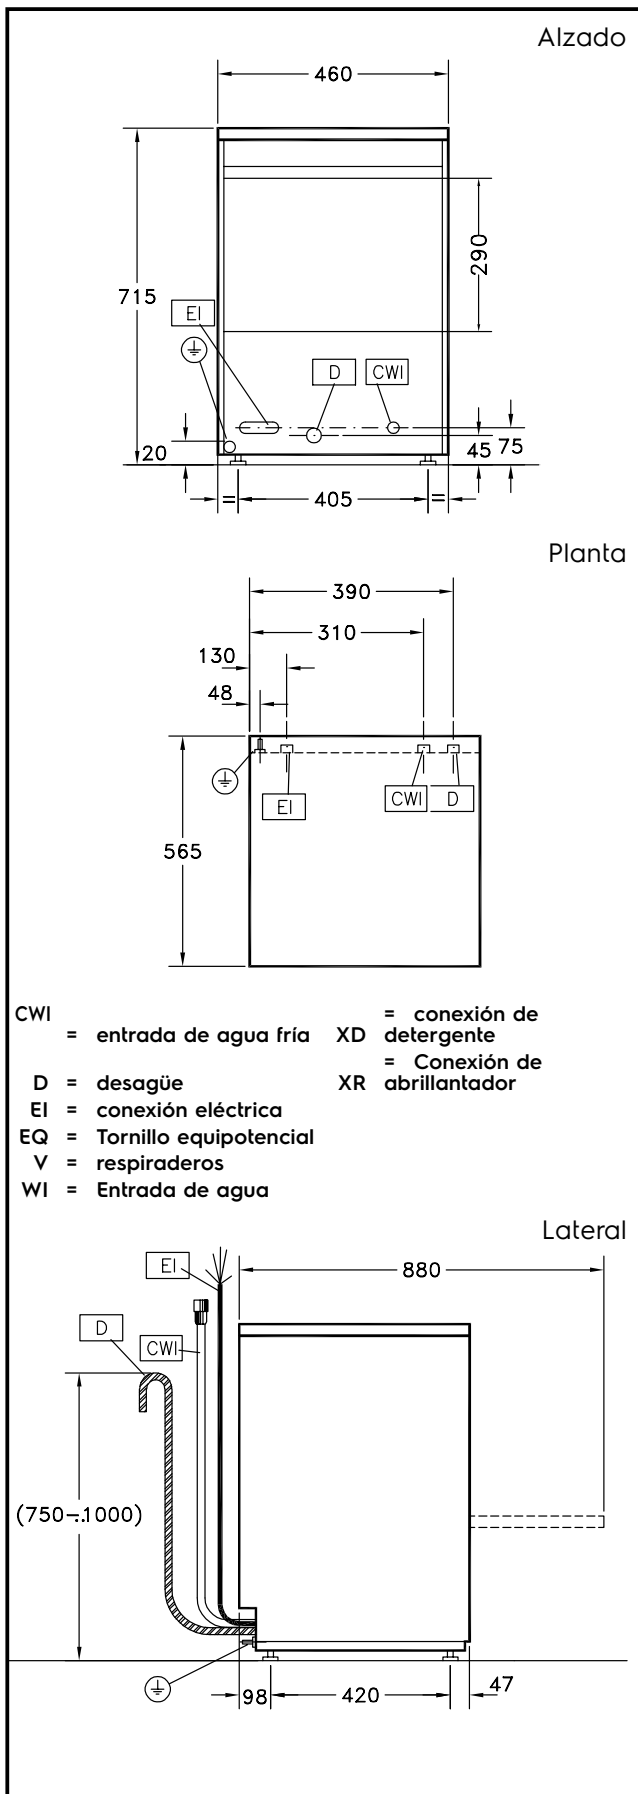 Alzado
460
715
290
EI
D
CWI
20
45
75
=
405
=
Planta
390
310
130
48
EI
CWI
D
565
CWI
= entrada de agua fría
XD
= conexión de
detergente
D = desagüe
XR
= Conexión de
abrillantador
EI = conexión eléctrica
EQ = Tornillo equipotencial
V = respiraderos
WI = Entrada de agua
Lateral
EI
880
D
CWI
(750-..1000)
98
420
47